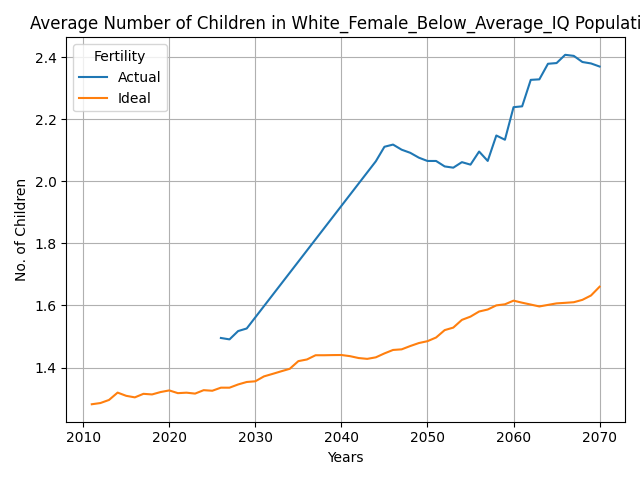 Average Number of Children in White_Female_Below_Average_IQ Populati
Fertility
Actual
Ideal
No. of Children
2.4
2.2
2.0
1.8
1.6
1.4
2010 2020 2030 2040 2050 2060 2070
Years